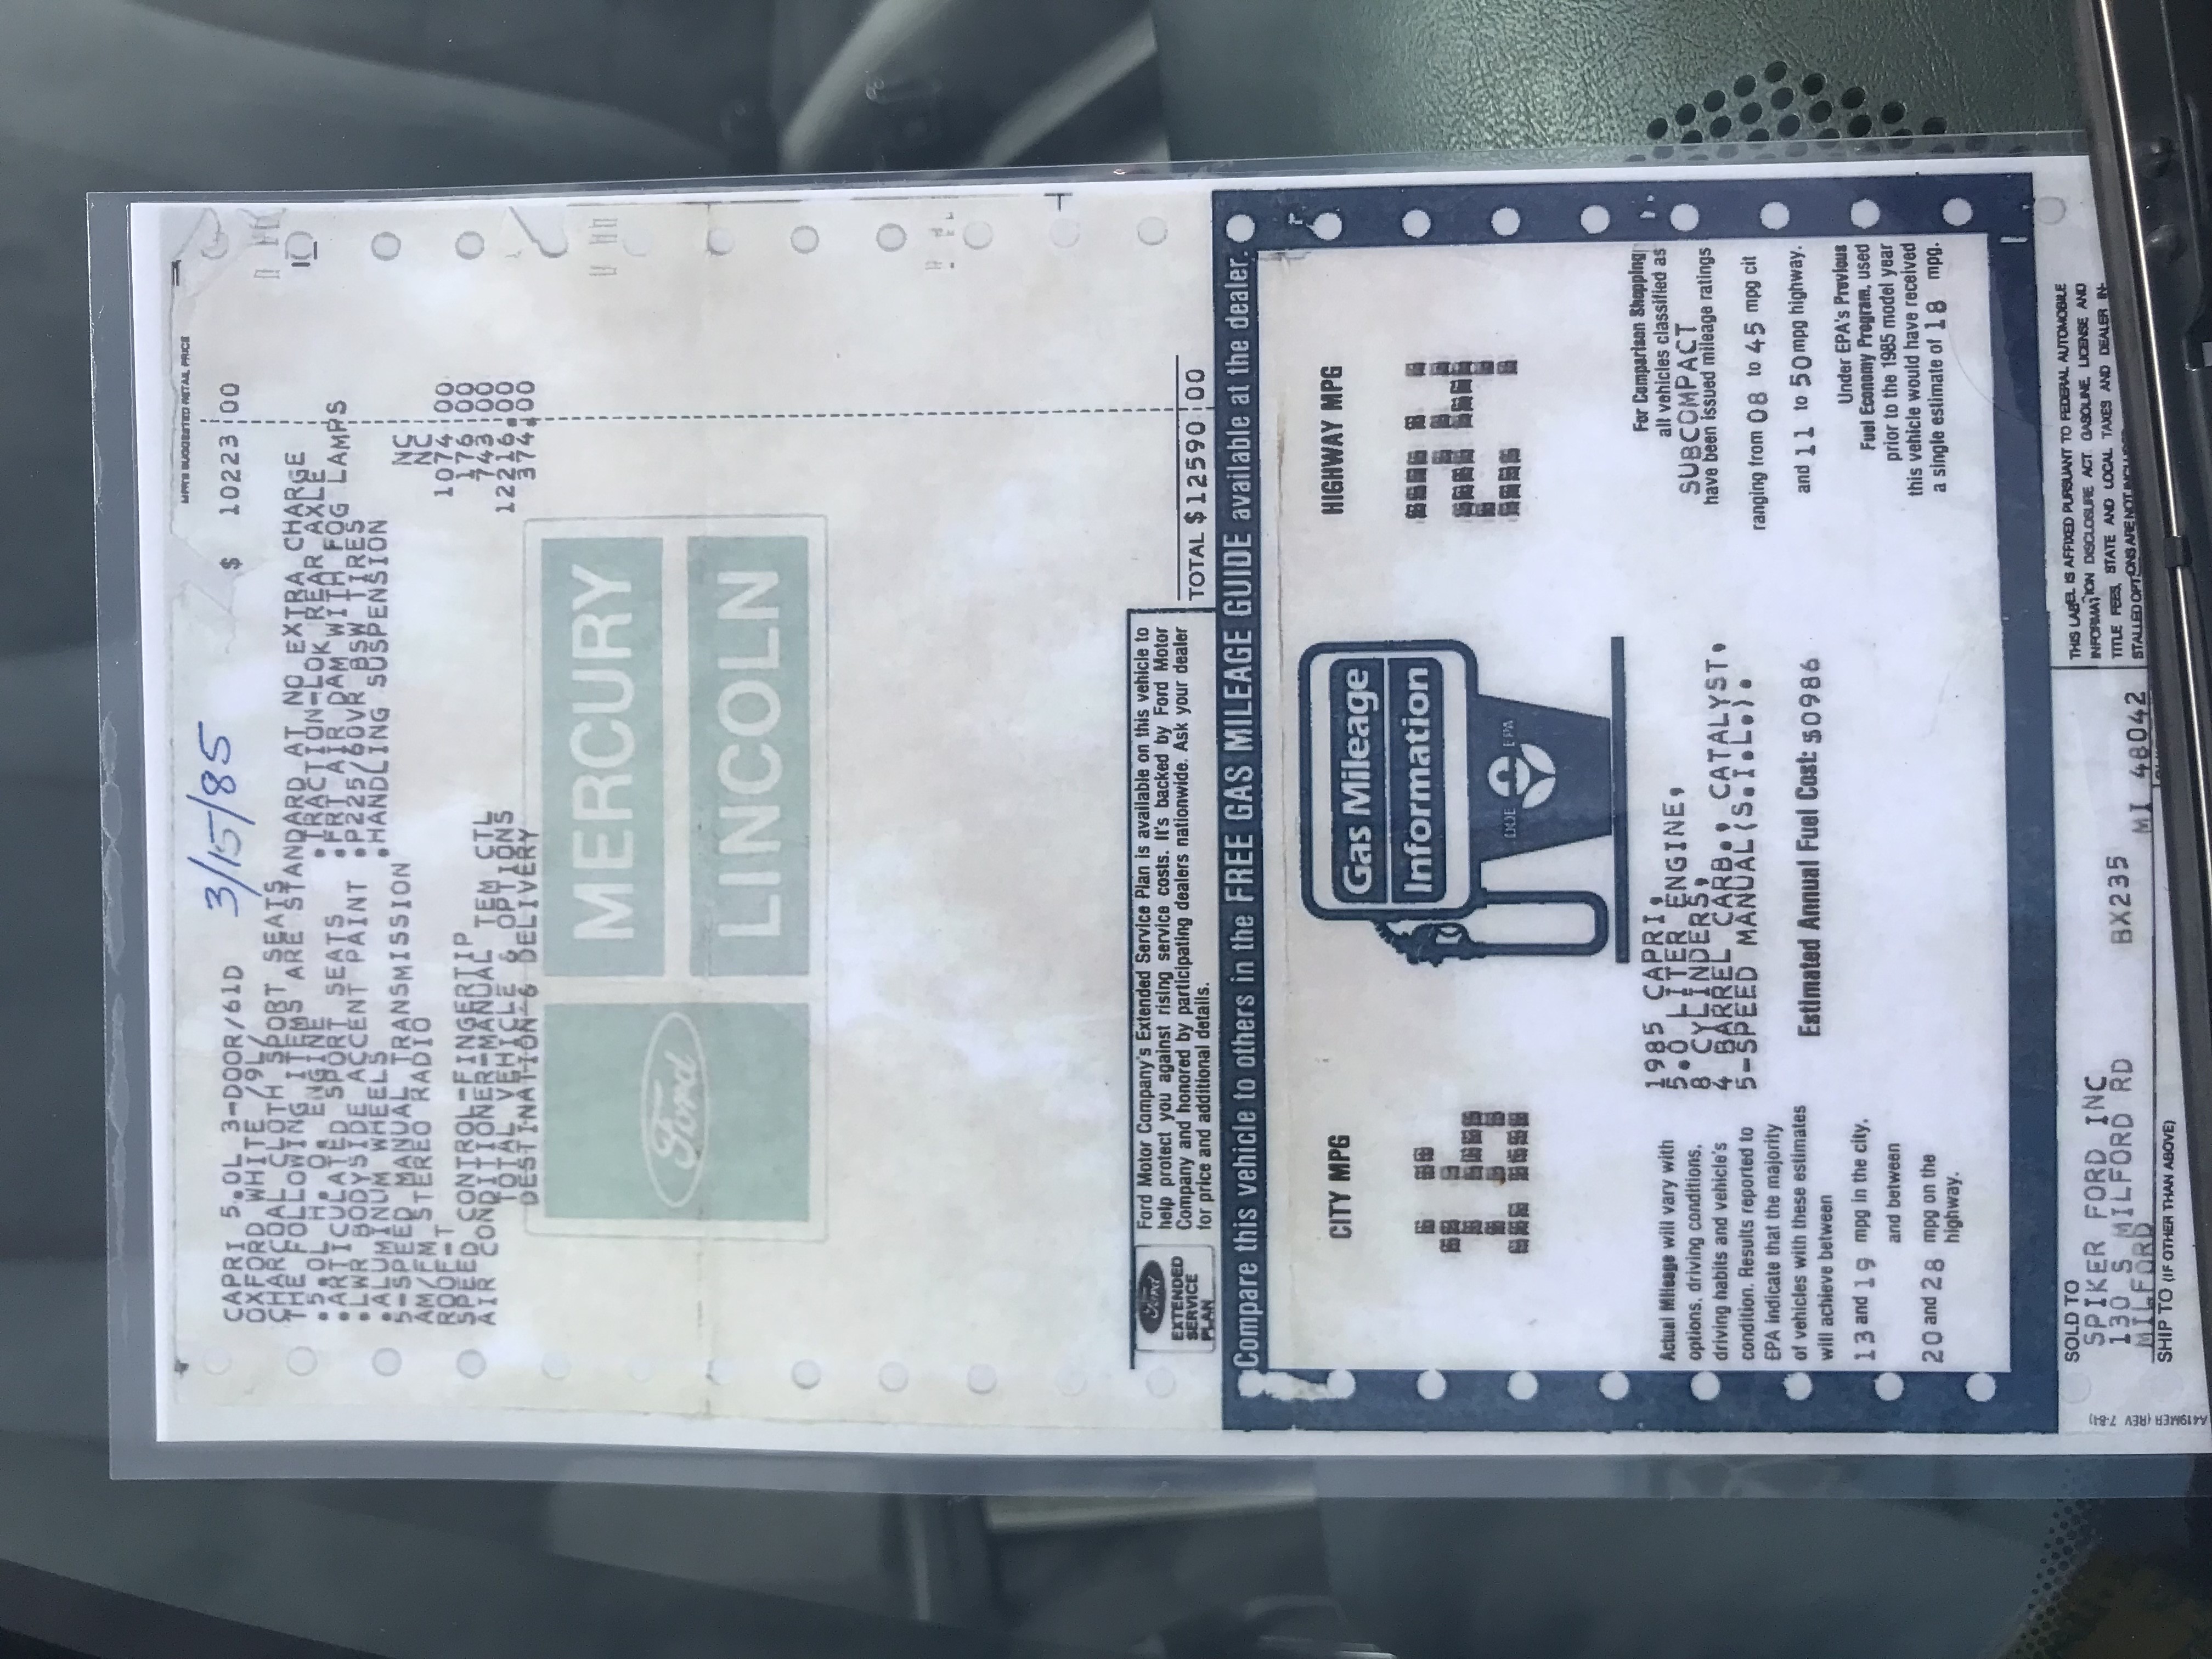 MFR'S SUGGESTED RETAIL PRICE
3/15/85
CAPRI 5.0L 3-DOOR/61D $ 10223 00
OXFORD WHITE /9L/
CHARCOAL CLOTH SPORT SEATS
THE FOLLOWING ITEMS ARE STANDARD AT NO EXTRA CHARGE
•5.0L H.O. ENGINE •TRACTION-LOK REAR AXLE
•ARTICULATED SPORT SEATS •FRT AIR DAM WITH FOG LAMPS
•LWR BODYSIDE ACCENT PAINT •P225/60VR BSW TIRES
•ALUMINUM WHEELS •HANDLING SUSPENSION
5-SPEED MANUAL TRANSMISSION NC
AM/FM STEREO RADIO NC
ROOF-T 1074.00
SPEED CONTROL-FINGERTIP 176.00
AIR CONDITIONER-MANUAL TEM CTL 743.00
TOTAL VEHICLE & OPTIONS 12216.00
DESTINATION & DELIVERY 374.00
Ford
MERCURY
LINCOLN
TOTAL $12590 00
Ford
EXTENDED
SERVICE
PLAN
Ford Motor Company's Extended Service Plan is available on this vehicle to
help protect you against rising service costs. It's backed by Ford Motor
Company and honored by participating dealers nationwide. Ask your dealer
for price and additional details.
Compare this vehicle to others in the FREE GAS MILEAGE GUIDE available at the dealer.
CITY MPG
16
Gas Mileage
Information
DOE EPA
HIGHWAY MPG
24
Actual Mileage will vary with
options, driving conditions,
driving habits and vehicle's
condition. Results reported to
EPA indicate that the majority
of vehicles with these estimates
will achieve between
13 and 19 mpg in the city,
and between
20 and 28 mpg on the
highway.
1985 CAPRI,
5.0 LITER ENGINE,
8 CYLINDERS,
4 BARREL CARB., CATALYST,
5-SPEED MANUAL(S.I.L.).
Estimated Annual Fuel Cost: $0986
For Comparison Shopping,
all vehicles classified as
SUBCOMPACT
have been issued mileage ratings
ranging from 08 to 45 mpg cit
and 11 to 50 mpg highway.
Under EPA's Previous
Fuel Economy Program, used
prior to the 1985 model year
this vehicle would have received
a single estimate of 18 mpg.
SOLD TO
SPIKER FORD INC
130 S MILFORD RD BX235
MILFORD MI 48042
SHIP TO (IF OTHER THAN ABOVE)
THIS LABEL IS AFFIXED PURSUANT TO FEDERAL AUTOMOBILE
INFORMATION DISCLOSURE ACT. GASOLINE, LICENSE AND
TITLE FEES, STATE AND LOCAL TAXES AND DEALER IN-
STALLED OPTIONS ARE NOT INCLUDED.
A419MER (REV 7-84)